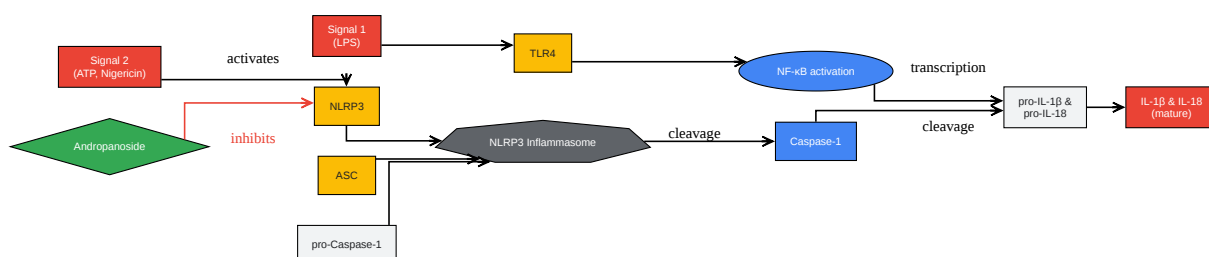 Signal 1
(LPS)
Signal 2
(ATP, Nigericin)
activates
TLR4
NF-κB activation
transcription
NLRP3
pro-IL-1β &
pro-IL-18
IL-1β & IL-18
(mature)
Andropanoside
inhibits
NLRP3 Inflammasome
cleavage
Caspase-1
cleavage
ASC
pro-Caspase-1